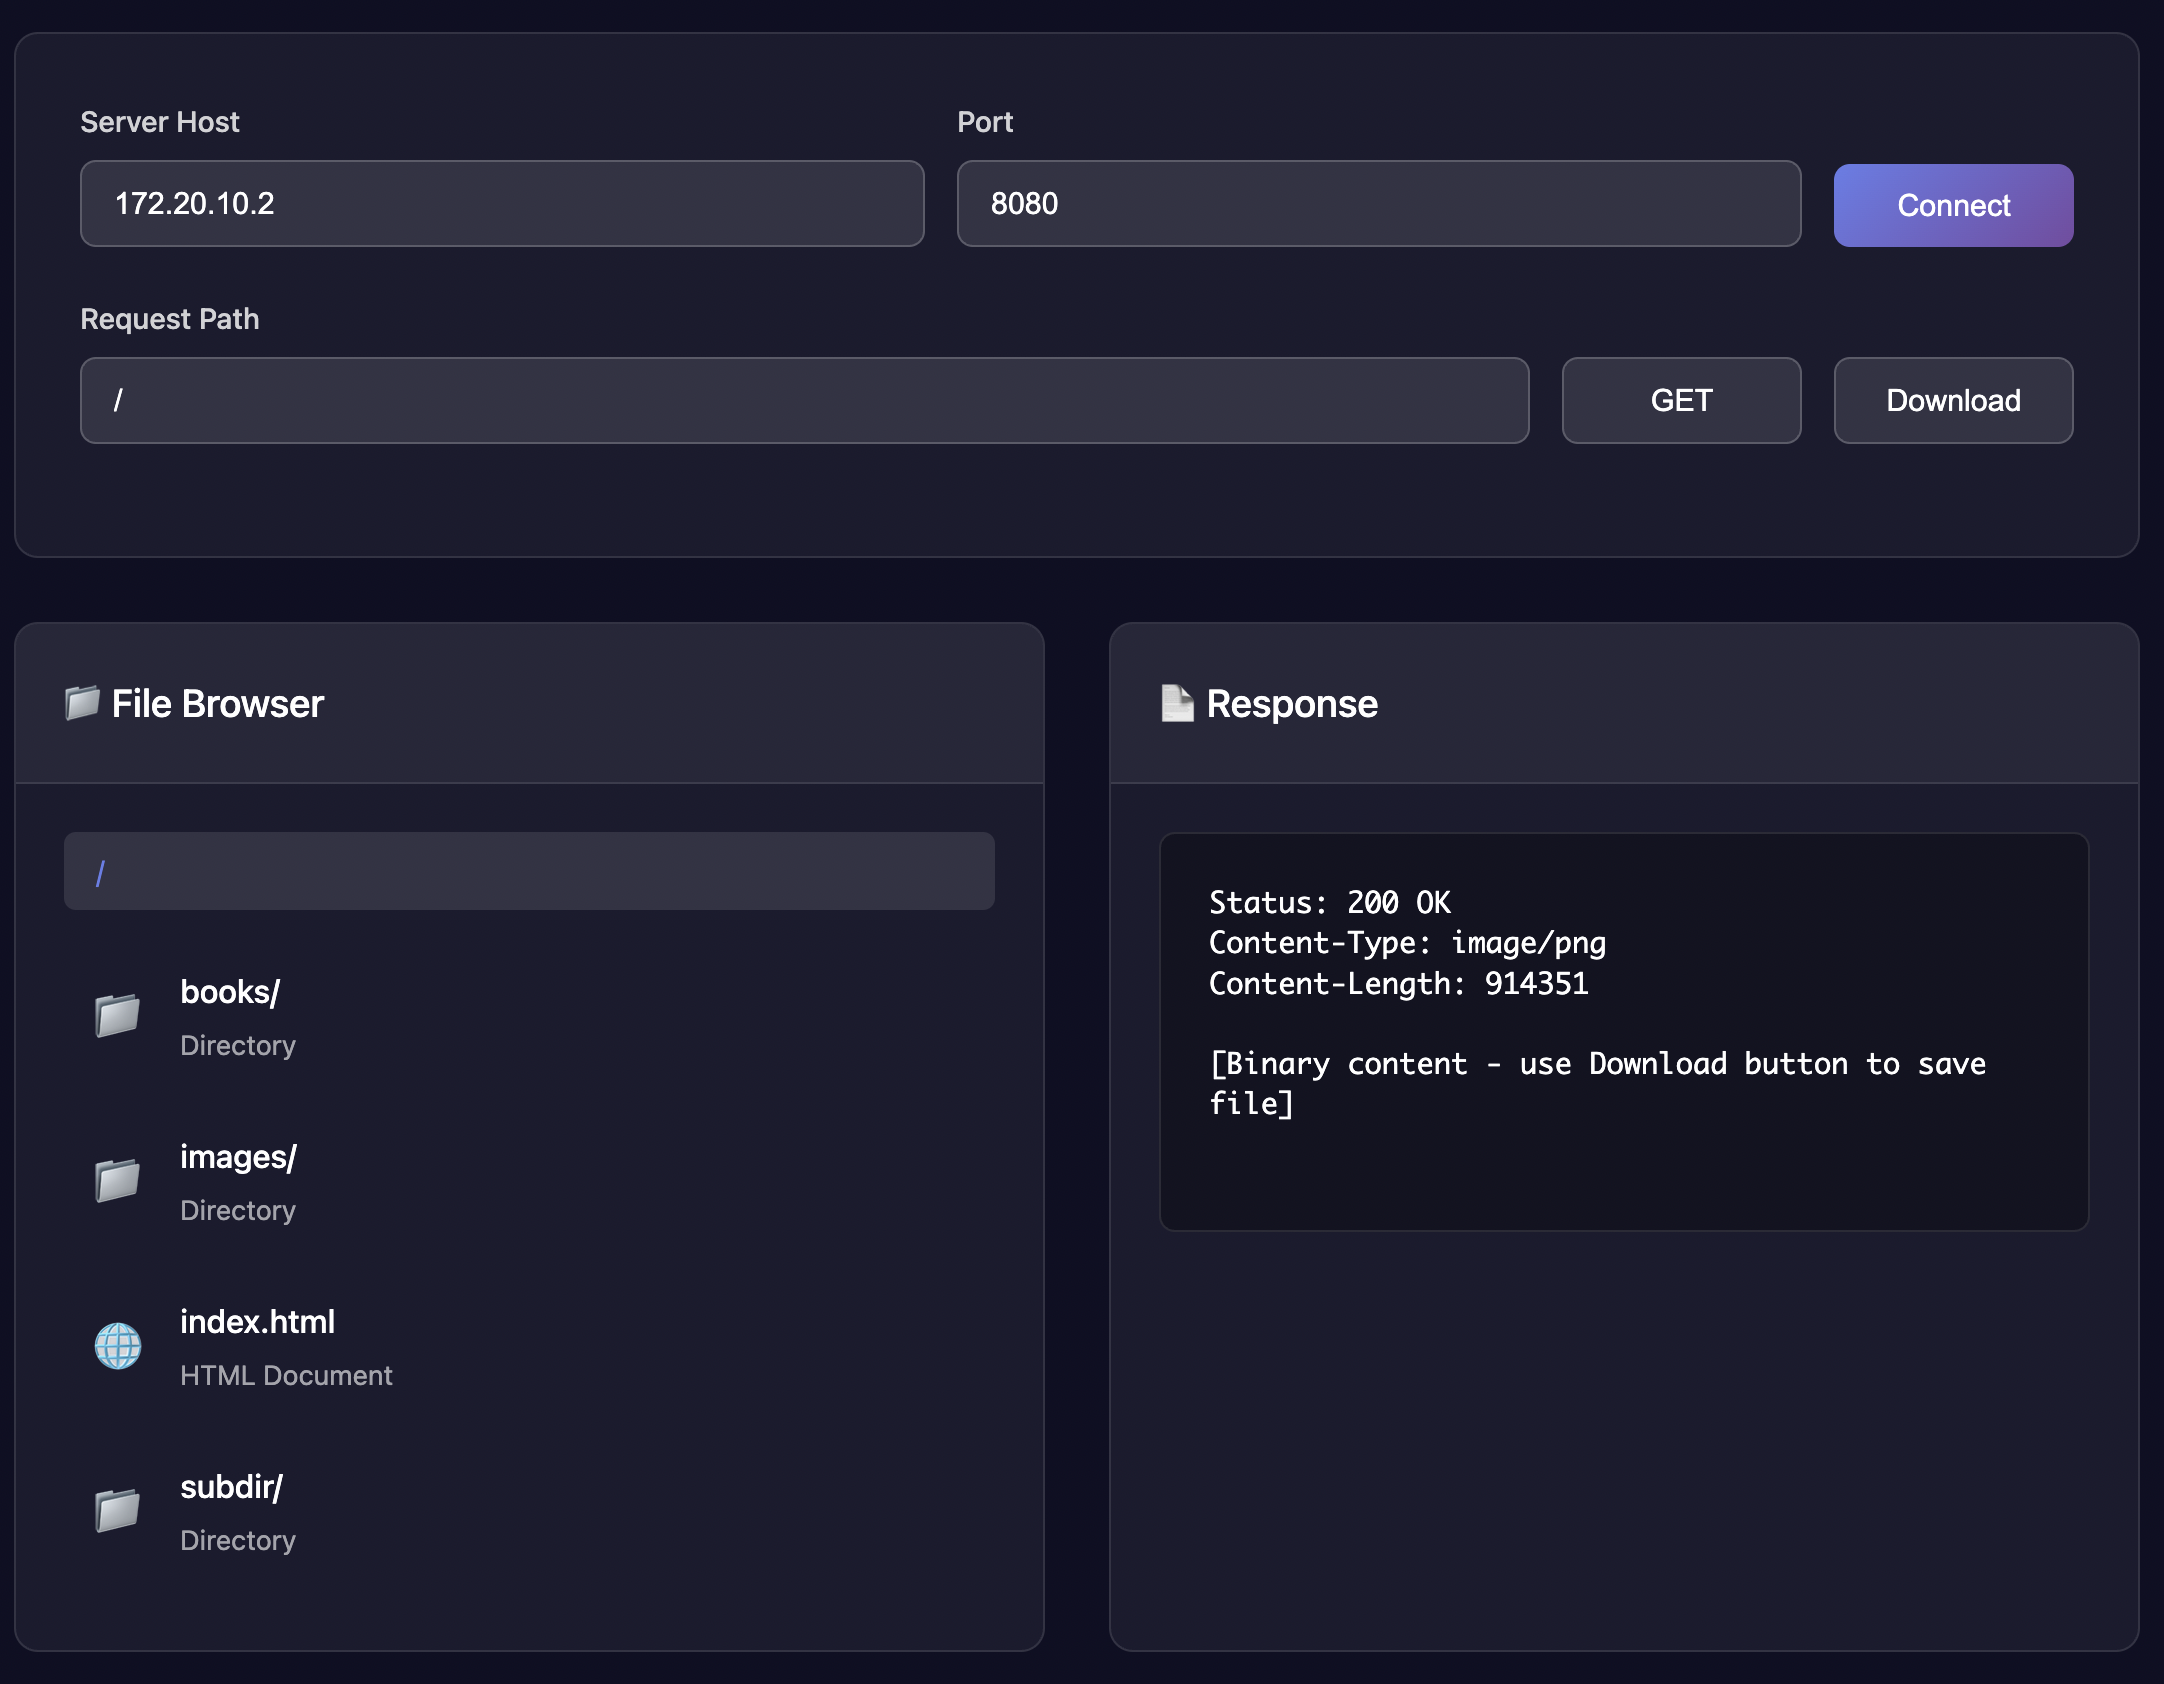 Server Host
Port
172.20.10.2
8080
Connect
Request Path
/
GET
Download
File Browser
/
books/
Directory
images/
Directory
index.html
HTML Document
subdir/
Directory
Response
Status: 200 OK
Content-Type: image/png
Content-Length: 914351
[Binary content - use Download button to save
file]